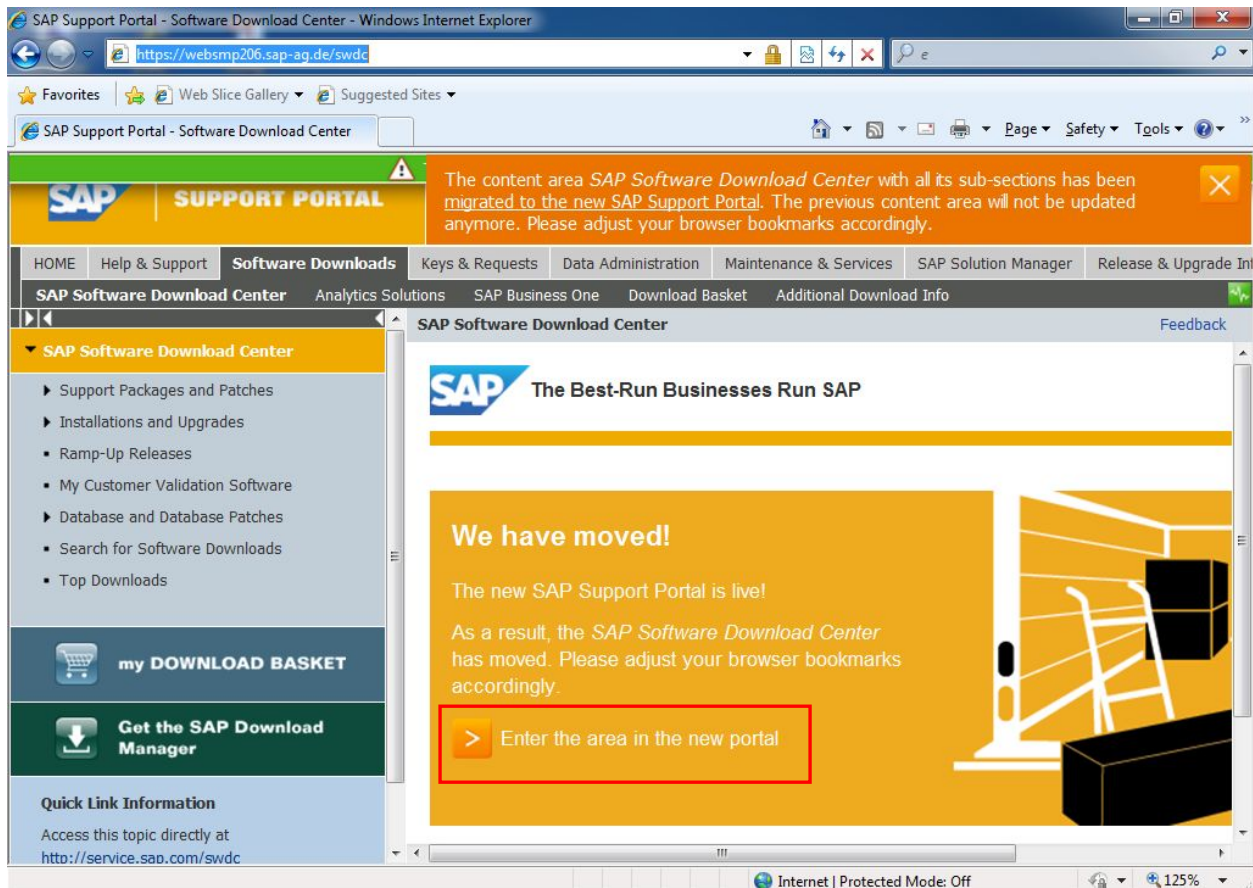 SAP Support Portal - Software Download Center - Windows Internet Explorer
https://websmp206.sap-ag.de/swdc
e
Favorites Web Slice Gallery Suggested Sites
SAP Support Portal - Software Download Center
Page Safety Tools
SAP SUPPORT PORTAL
The content area SAP Software Download Center with all its sub-sections has been
migrated to the new SAP Support Portal. The previous content area will not be updated
anymore. Please adjust your browser bookmarks accordingly.
HOME Help & Support Software Downloads Keys & Requests Data Administration Maintenance & Services SAP Solution Manager Release & Upgrade Inf
SAP Software Download Center Analytics Solutions SAP Business One Download Basket Additional Download Info
SAP Software Download Center
Feedback
SAP Software Download Center
Support Packages and Patches
Installations and Upgrades
Ramp-Up Releases
My Customer Validation Software
Database and Database Patches
Search for Software Downloads
Top Downloads
my DOWNLOAD BASKET
Get the SAP Download
Manager
Quick Link Information
Access this topic directly at
http://service.sap.com/swdc
SAP The Best-Run Businesses Run SAP
We have moved!
The new SAP Support Portal is live!
As a result, the SAP Software Download Center
has moved. Please adjust your browser bookmarks
accordingly.
> Enter the area in the new portal
Internet | Protected Mode: Off
125%